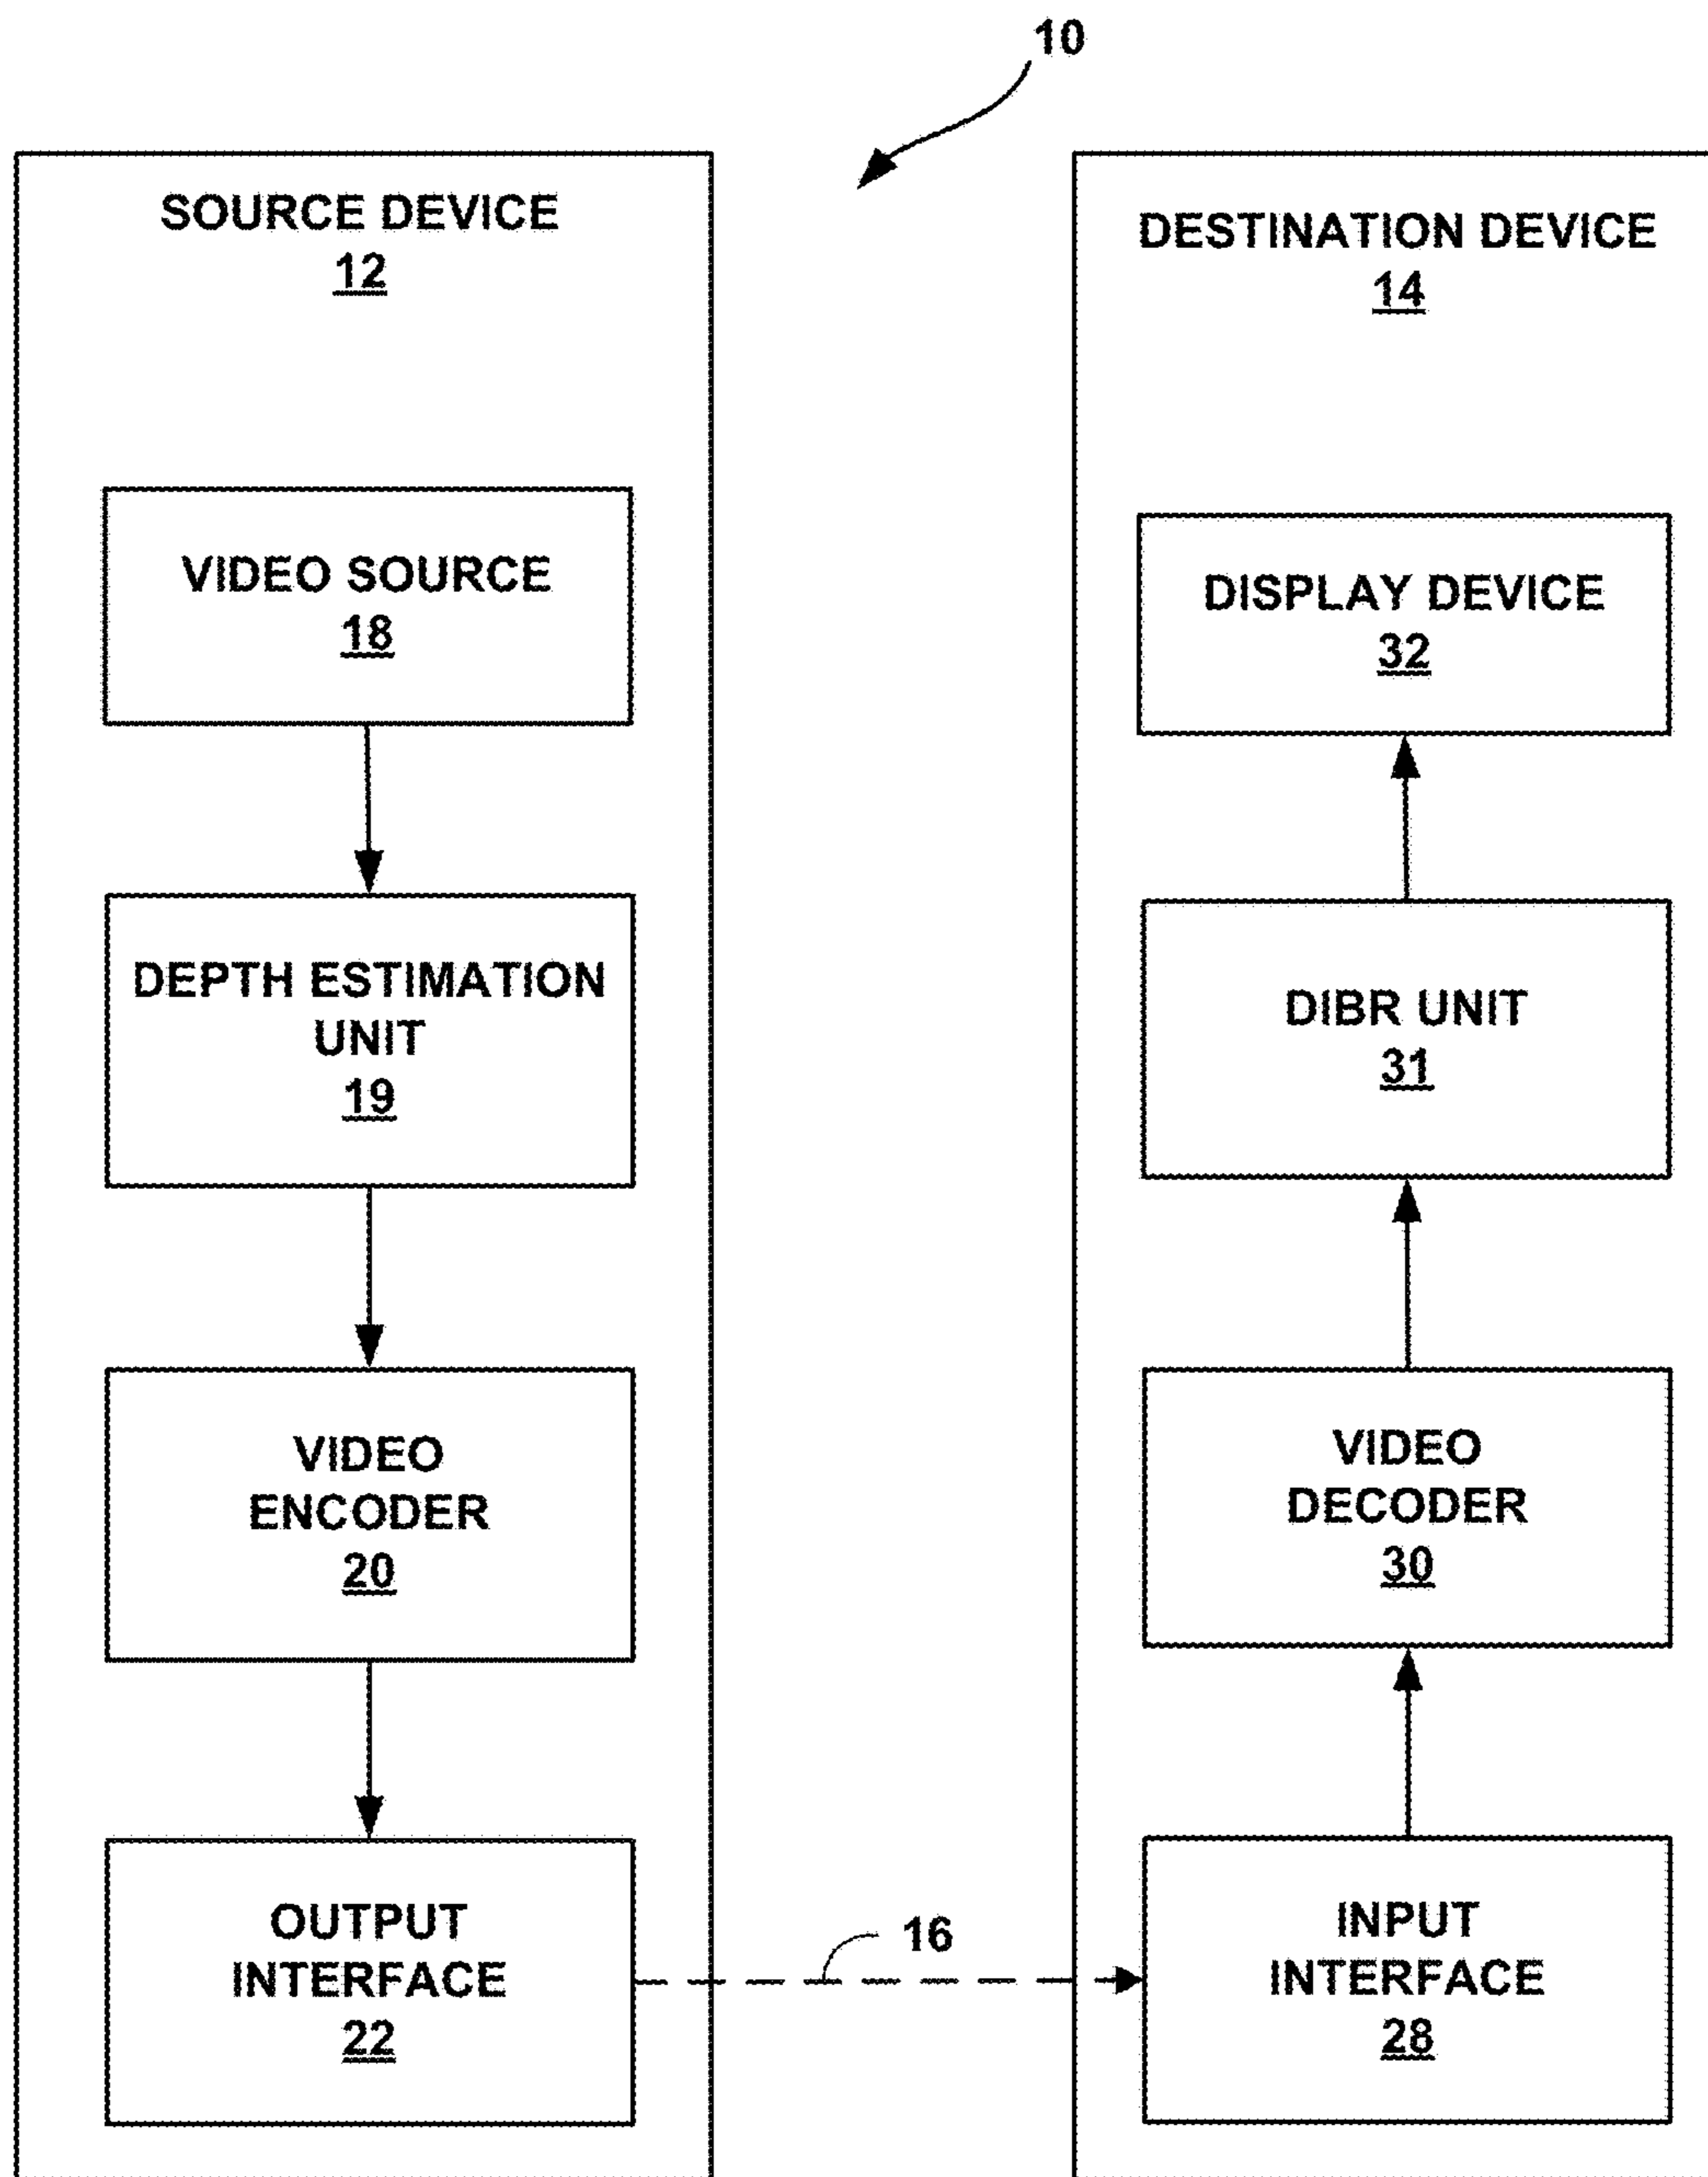 10
SOURCE DEVICE
12
VIDEO SOURCE
18
DEPTH ESTIMATION
UNIT
19
VIDEO
ENCODER
20
OUTPUT
INTERFACE
22
16
DESTINATION DEVICE
14
DISPLAY DEVICE
32
DIBR UNIT
31
VIDEO
DECODER
30
INPUT
INTERFACE
28